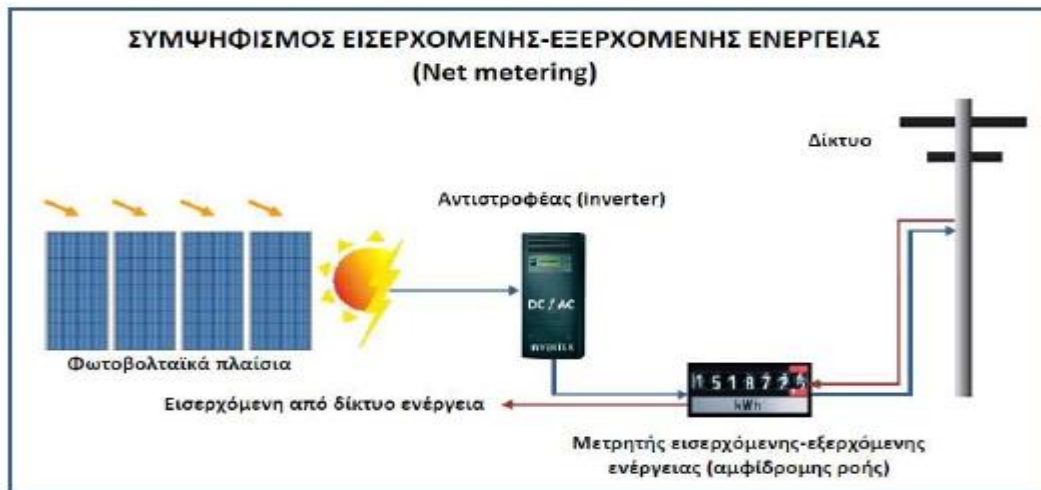 ΣΥΜΨΗΦΙΣΜΟΣ ΕΙΣΕΡΧΟΜΕΝΗΣ-ΕΞΕΡΧΟΜΕΝΗΣ ΕΝΕΡΓΕΙΑΣ
(Net metering)
Δίκτυο
Αντιστροφέας (inverter)
DC / AC
INVERTER
Φωτοβολταϊκά πλαίσια
Εισερχόμενη από δίκτυο ενέργεια
kWh
Μετρητής εισερχόμενης-εξερχόμενης
ενέργειας (αμφίδρομης ροής)